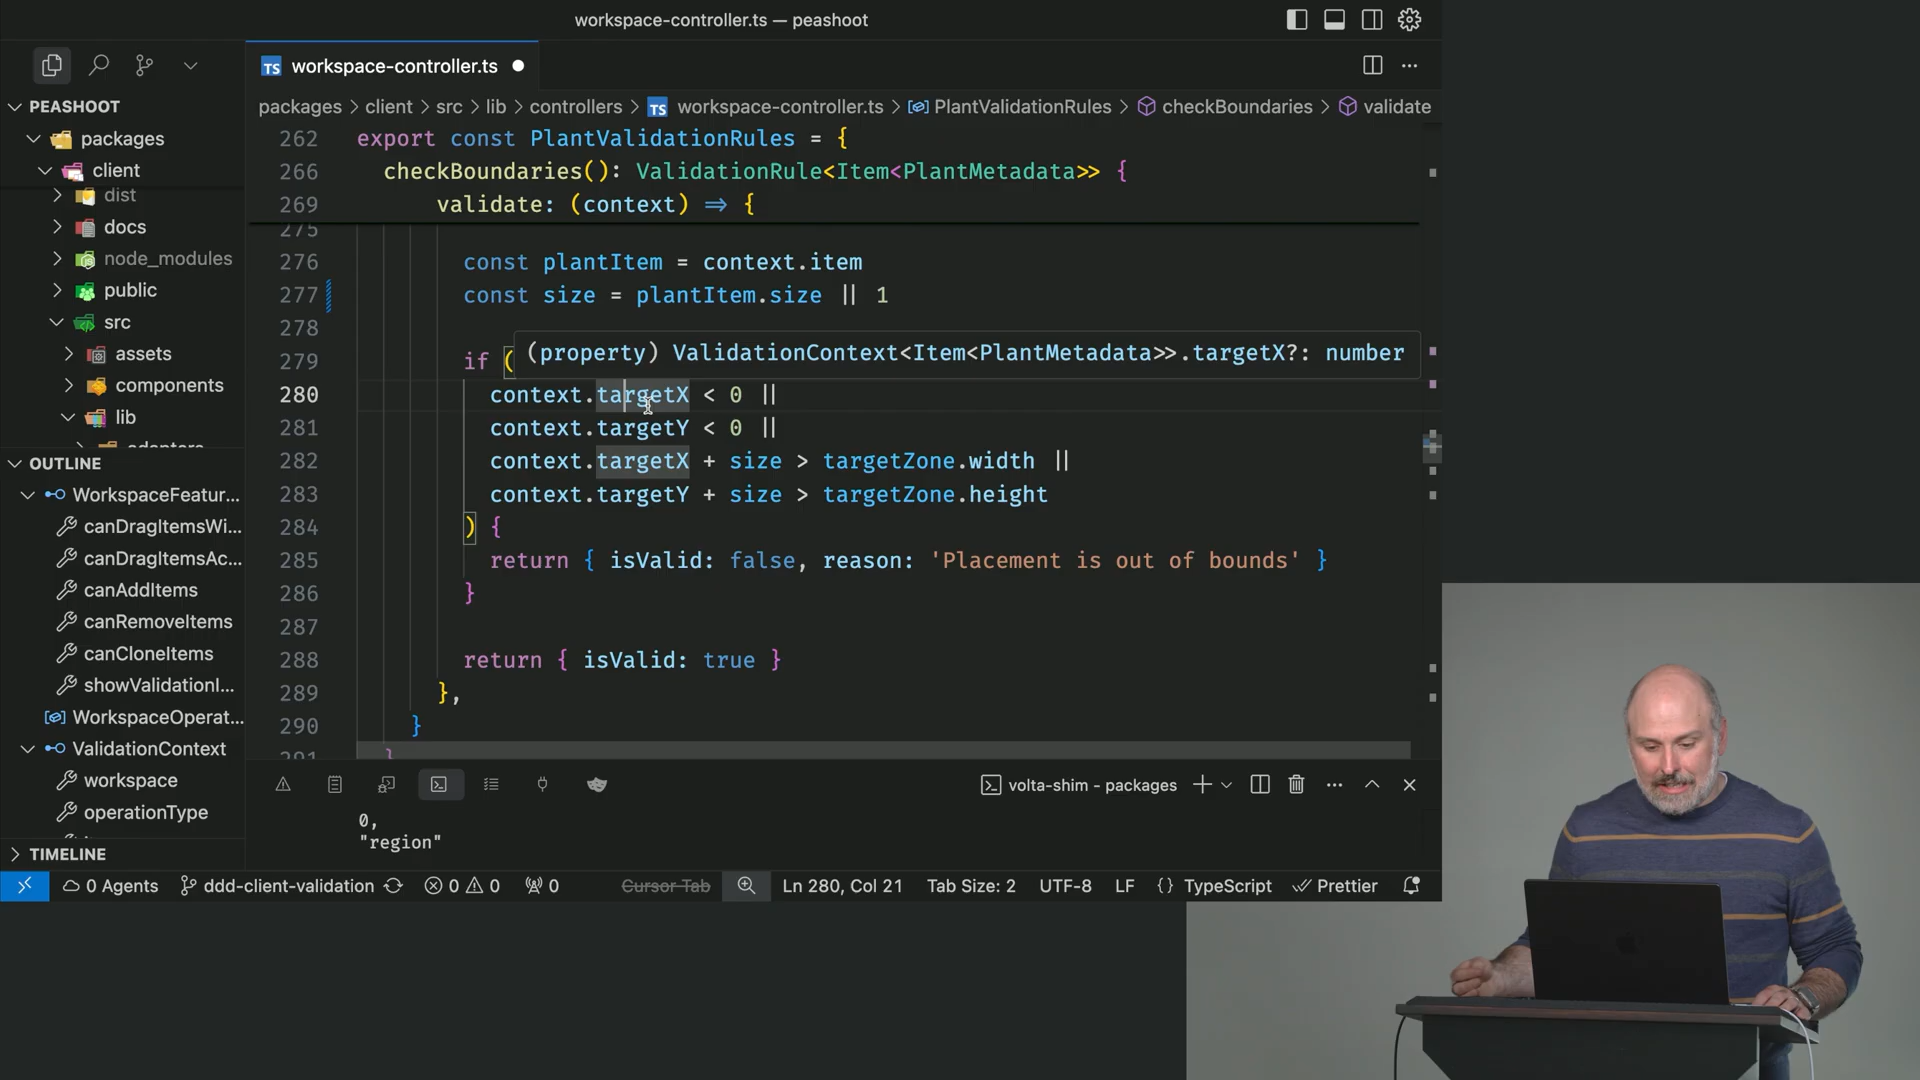 workspace-controller.ts — peashoot
TS workspace-controller.ts
PEASHOOT
packages > client > src > lib > controllers > TS workspace-controller.ts > PlantValidationRules > checkBoundaries > validate
packages
client
dist
docs
node_modules
public
src
assets
components
lib
OUTLINE
WorkspaceFeatur...
canDragItemsWi...
canDragItemsAc...
canAddItems
canRemoveItems
canCloneItems
showValidationI...
WorkspaceOperat...
ValidationContext
workspace
operationType
TIMELINE
262 export const PlantValidationRules = {
266 checkBoundaries(): ValidationRule<Item<PlantMetadata>> {
269 validate: (context) => {
275
276 const plantItem = context.item
277 const size = plantItem.size || 1
278
(property) ValidationContext<Item<PlantMetadata>>.targetX?: number
279 if (
280 context.targetX < 0 ||
281 context.targetY < 0 ||
282 context.targetX + size > targetZone.width ||
283 context.targetY + size > targetZone.height
284 ) {
285 return { isValid: false, reason: 'Placement is out of bounds' }
286 }
287
288 return { isValid: true }
289 },
290 }
291 }
volta-shim - packages
0,
"region"
0 Agents ddd-client-validation 0 0 0 Cursor Tab Ln 280, Col 21 Tab Size: 2 UTF-8 LF {} TypeScript Prettier